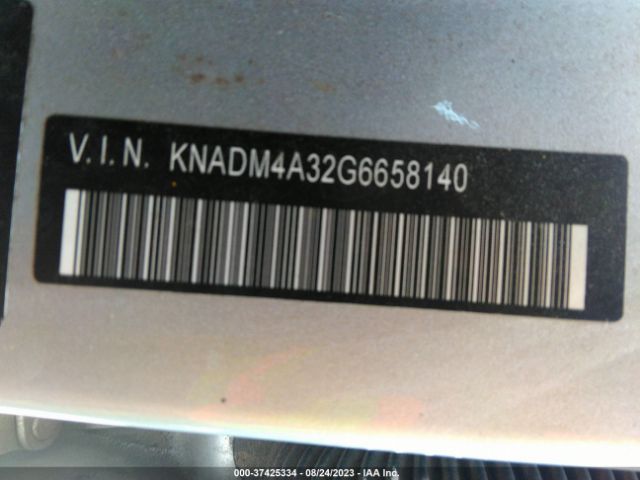 V.I.N. KNADM4A32G6658140
000-37425334 - 08/24/2023 - IAA Inc.